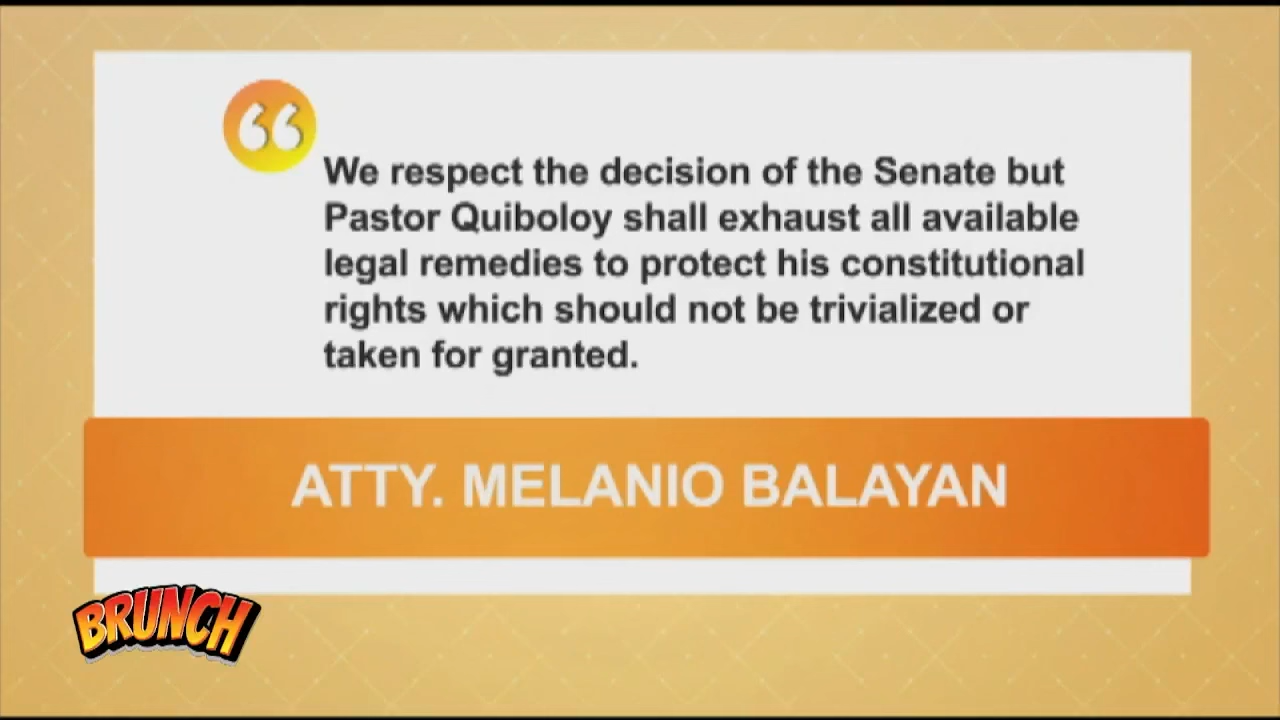 “
We respect the decision of the Senate but
Pastor Quiboloy shall exhaust all available
legal remedies to protect his constitutional
rights which should not be trivialized or
taken for granted.
ATTY. MELANIO BALAYAN
BRUNCH